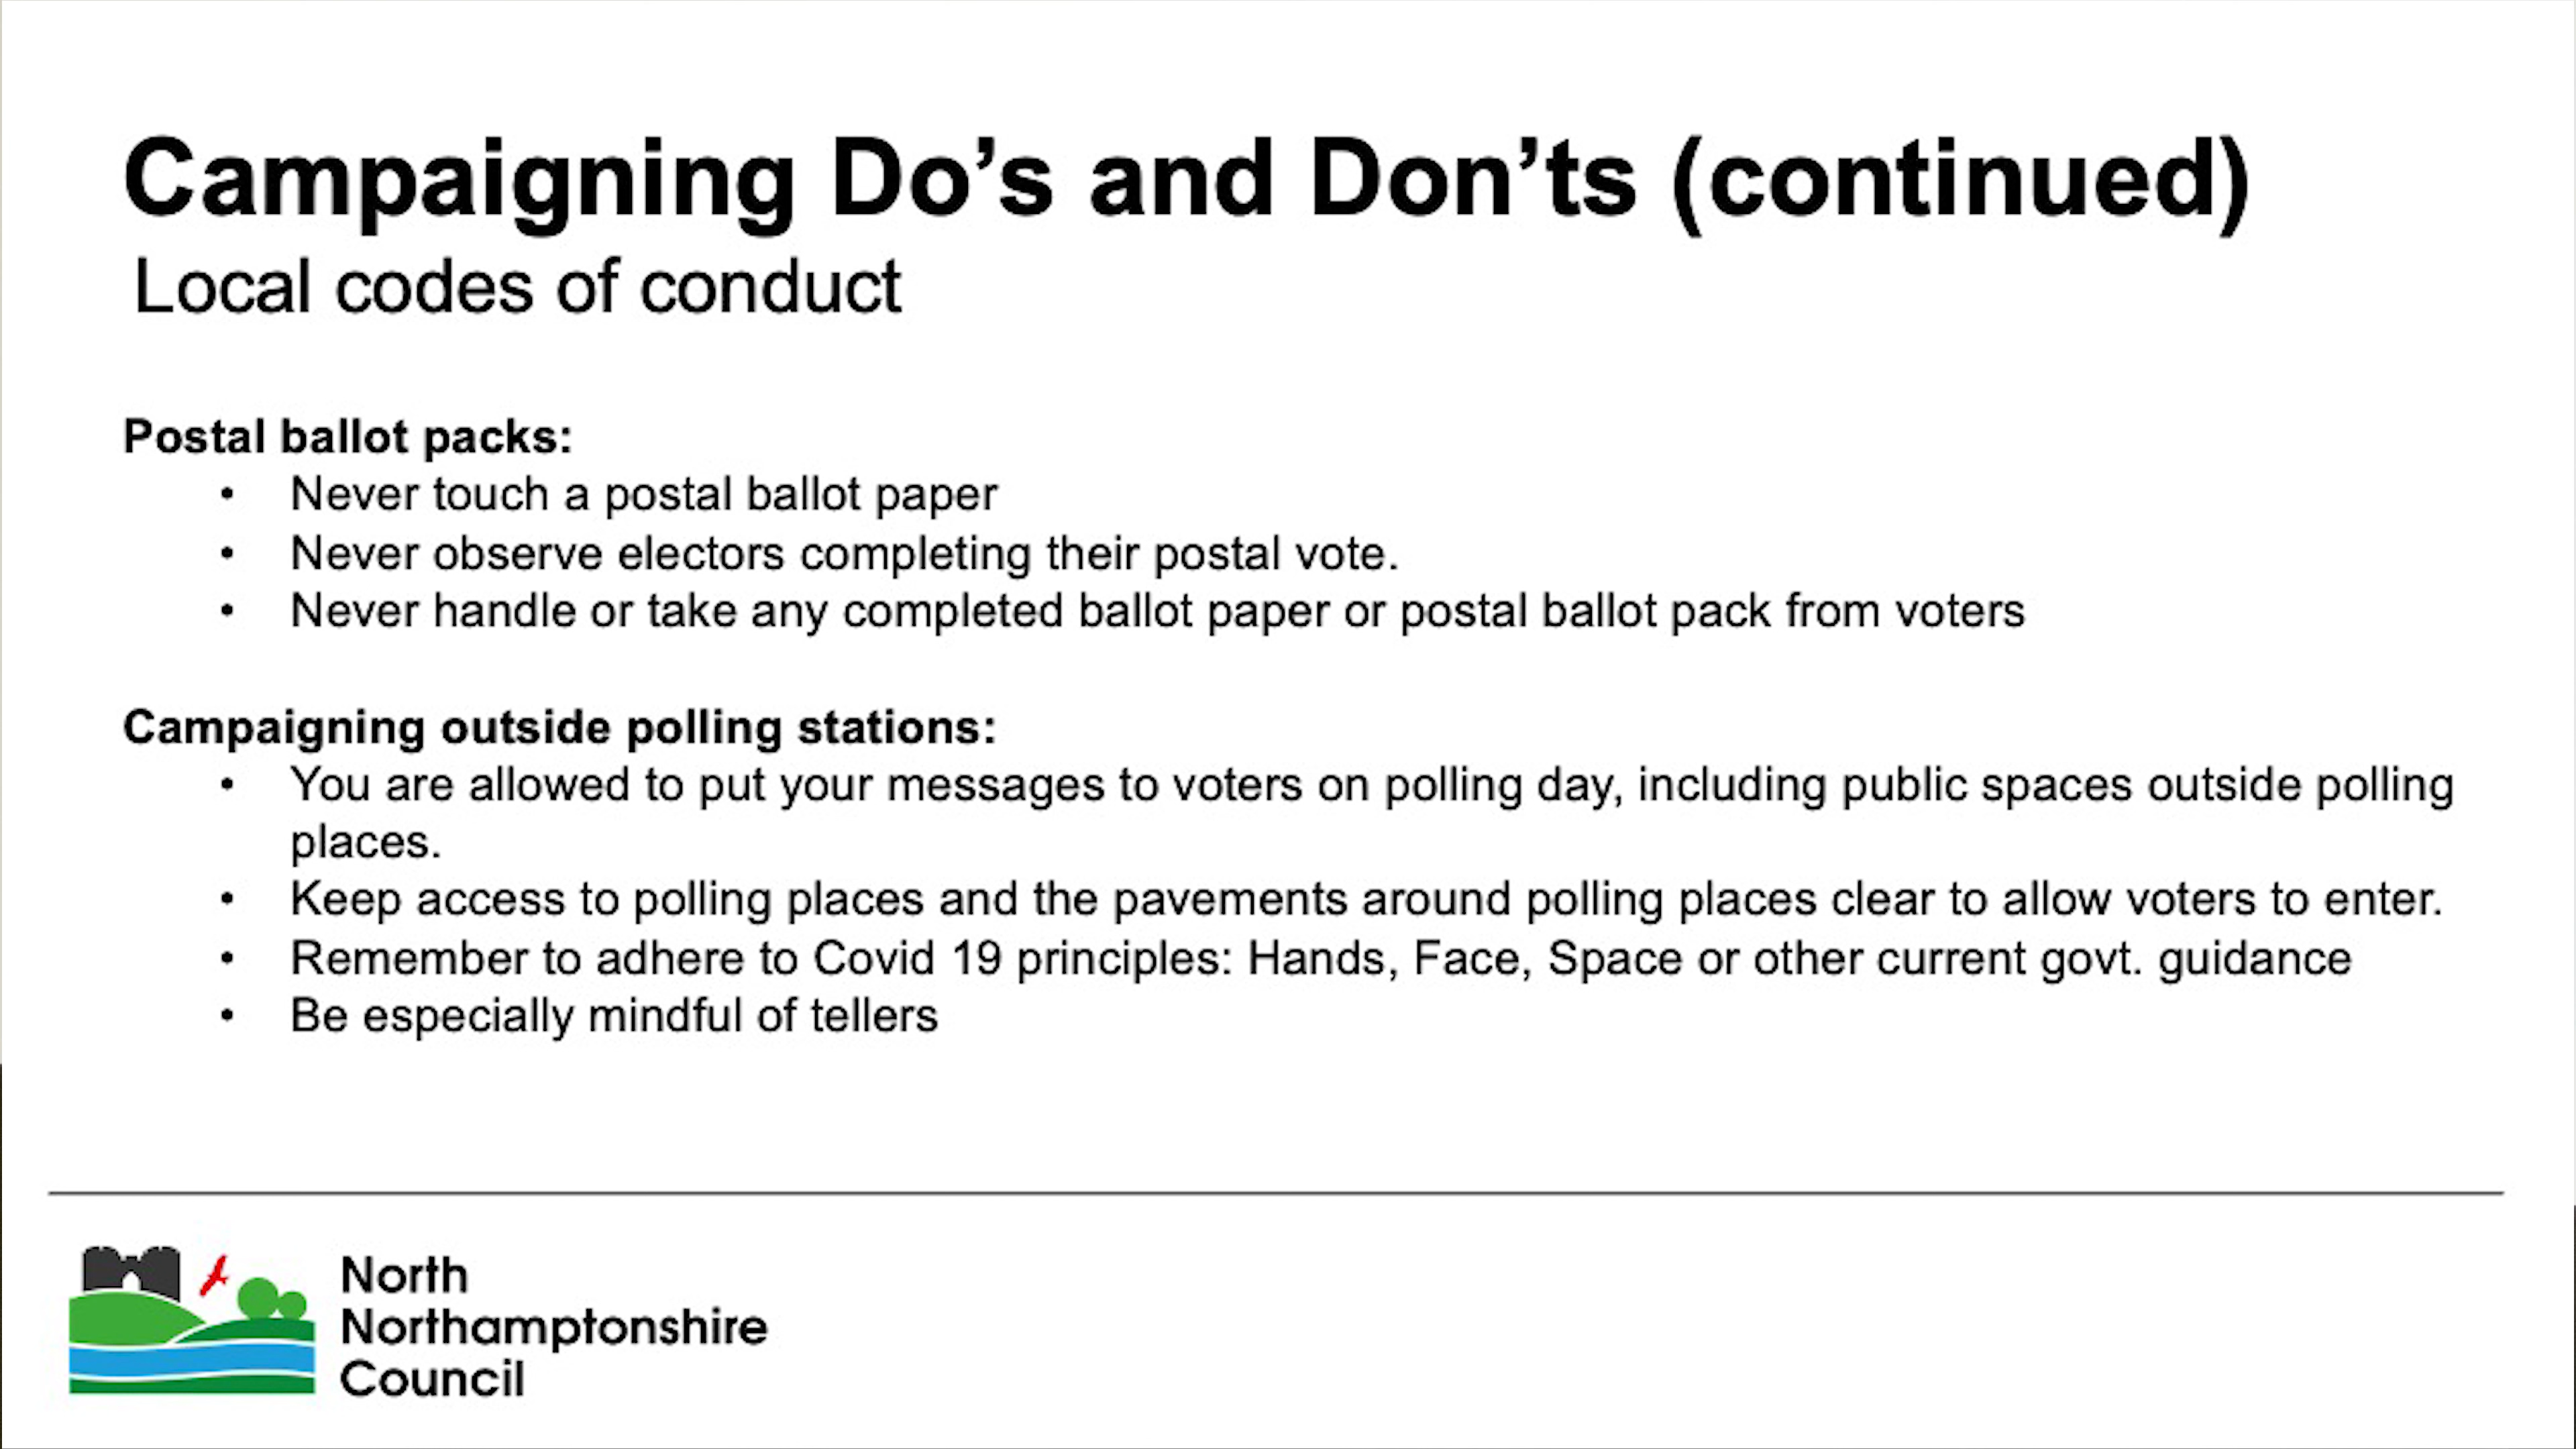 Campaigning Do’s and Don’ts (continued)
Local codes of conduct
Postal ballot packs:
• Never touch a postal ballot paper
• Never observe electors completing their postal vote.
• Never handle or take any completed ballot paper or postal ballot pack from voters
Campaigning outside polling stations:
• You are allowed to put your messages to voters on polling day, including public spaces outside polling
places.
• Keep access to polling places and the pavements around polling places clear to allow voters to enter.
• Remember to adhere to Covid 19 principles: Hands, Face, Space or other current govt. guidance
• Be especially mindful of tellers
North
Northamptonshire
Council